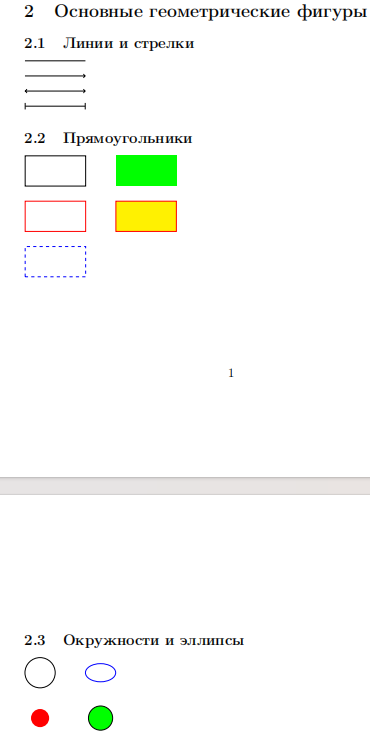 2 Основные геометрические фигуры
2.1 Линии и стрелки
2.2 Прямоугольники
1
2.3 Окружности и эллипсы